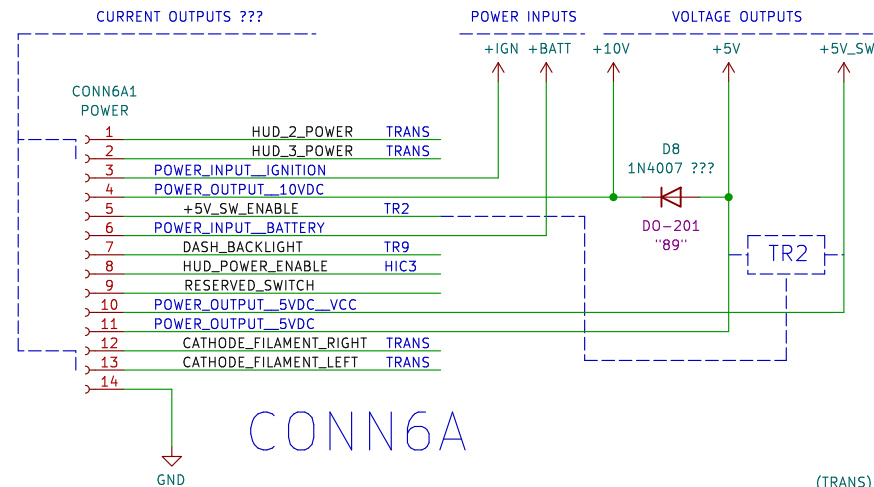 CURRENT OUTPUTS ???
POWER INPUTS
VOLTAGE OUTPUTS
+IGN +BATT +10V +5V +5V_SW
CONN6A1
POWER
1 HUD_2_POWER TRANS
2 HUD_3_POWER TRANS
3 POWER_INPUT__IGNITION
4 POWER_OUTPUT__10VDC
5 +5V_SW_ENABLE TR2
6 POWER_INPUT__BATTERY
7 DASH_BACKLIGHT TR9
8 HUD_POWER_ENABLE HIC3
9 RESERVED_SWITCH
10 POWER_OUTPUT__5VDC__VCC
11 POWER_OUTPUT__5VDC
12 CATHODE_FILAMENT_RIGHT TRANS
13 CATHODE_FILAMENT_LEFT TRANS
14
D8
1N4007 ???
DO-201
"89"
TR2
CONN6A
GND
(TRANS)